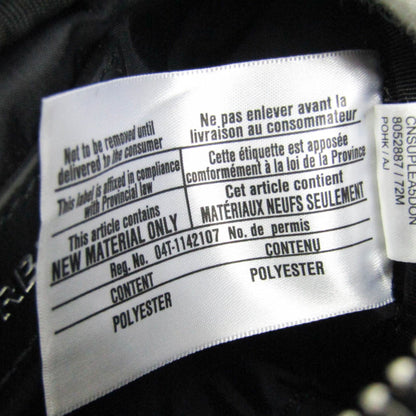 Not to be removed until
delivered to the consumer
Ne pas enlever avant la
livraison au consommateur
This label is affixed in compliance
with Provincial law
Cette étiquette est apposée
conformément à la loi de la Province
This article contains
NEW MATERIAL ONLY
Cet article contient
MATÉRIAUX NEUFS SEULEMENT
Reg. No. 04T-1142107 No. de permis
CONTENT
CONTENU
POLYESTER
POLYESTER
8052887 / 72M
POHK / AJ